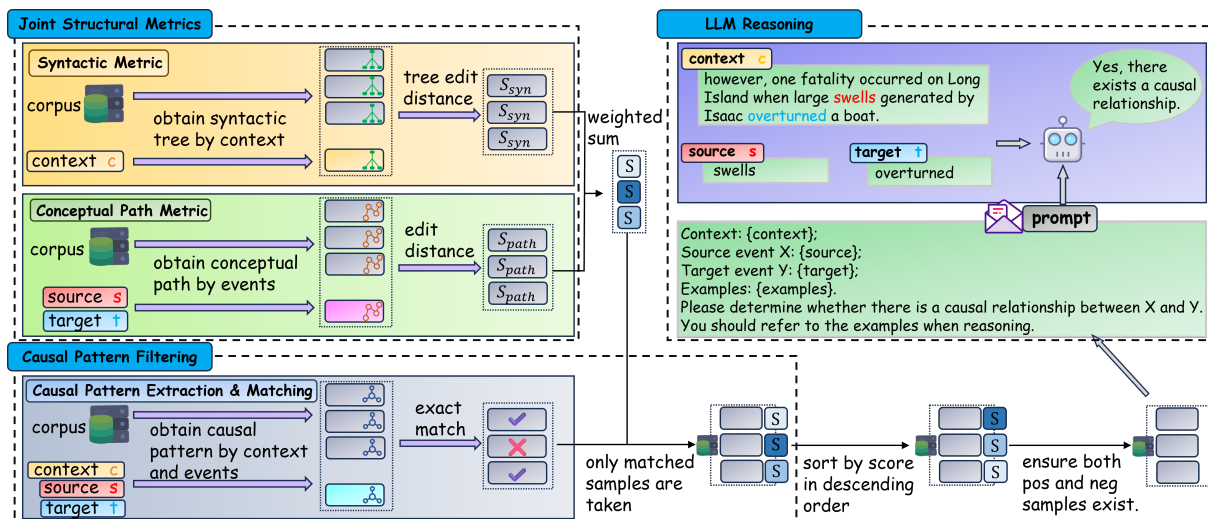 Joint Structural Metrics
Syntactic Metric
corpus
obtain syntactic
tree by context
context c
tree edit
distance
S_syn
S_syn
S_syn
weighted
sum
S
S
S
Conceptual Path Metric
corpus
obtain conceptual
path by events
source s
target t
edit
distance
S_path
S_path
S_path
LLM Reasoning
context c
however, one fatality occurred on Long
Island when large swells generated by
Isaac overturned a boat.
source s
swells
target t
overturned
Yes, there
exists a causal
relationship.
prompt
Context: {context};
Source event X: {source};
Target event Y: {target};
Examples: {examples}.
Please determine whether there is a causal relationship between X and Y.
You should refer to the examples when reasoning.
Causal Pattern Filtering
Causal Pattern Extraction & Matching
corpus
obtain causal
pattern by context
and events
context c
source s
target t
exact
match
only matched
samples are
taken
S
S
S
sort by score
in descending
order
S
S
S
ensure both
pos and neg
samples exist.